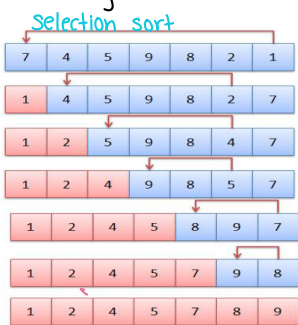 Selection sort
7 4 5 9 8 2 1
1 4 5 9 8 2 7
1 2 5 9 8 4 7
1 2 4 9 8 5 7
1 2 4 5 8 9 7
1 2 4 5 7 9 8
1 2 4 5 7 8 9